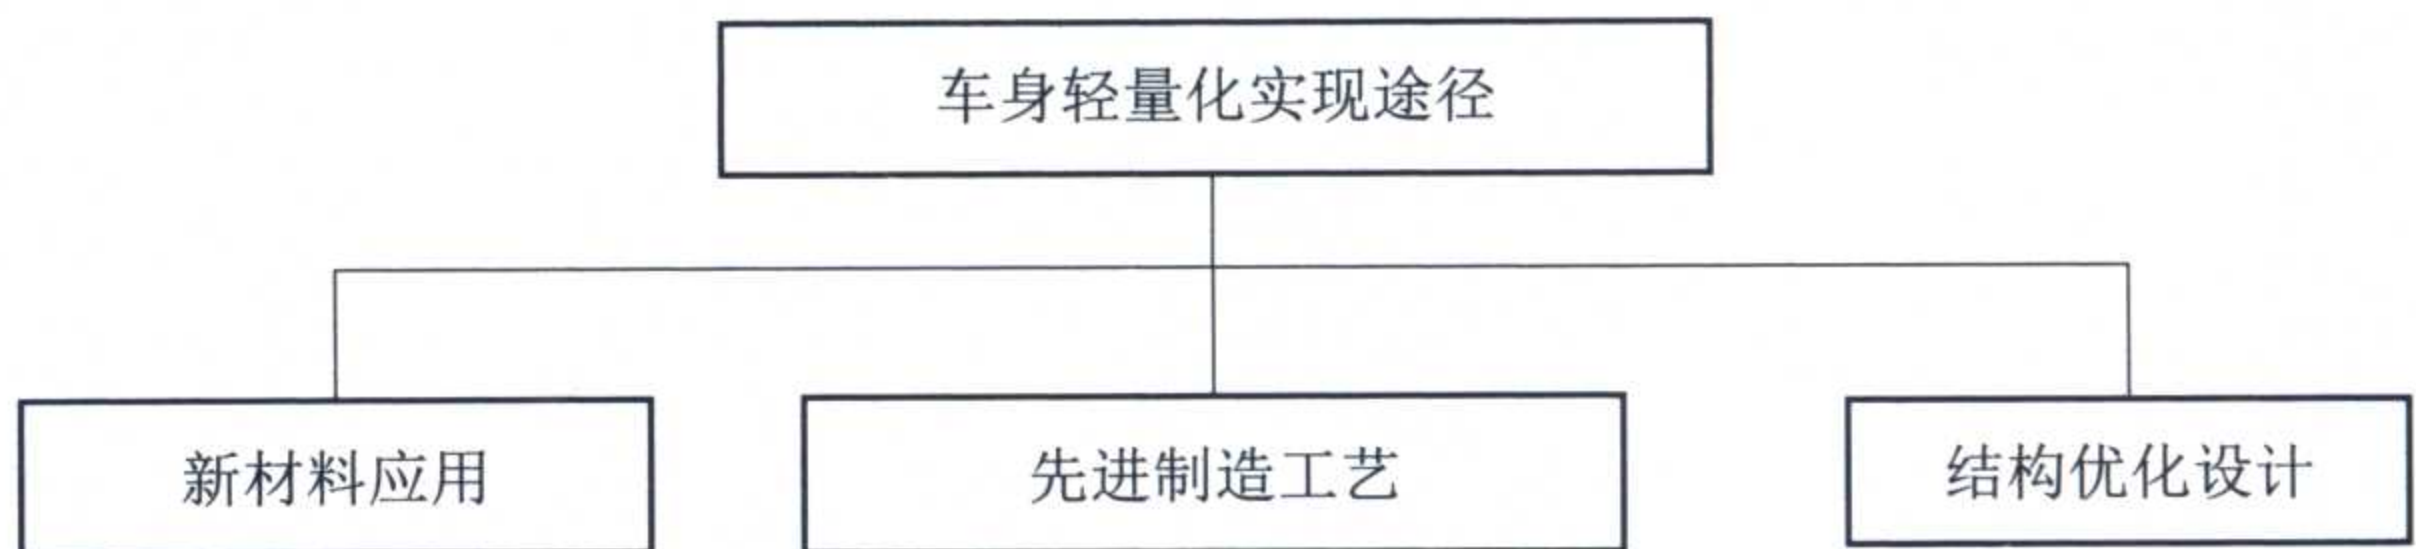 车身轻量化实现途径
新材料应用
先进制造工艺
结构优化设计